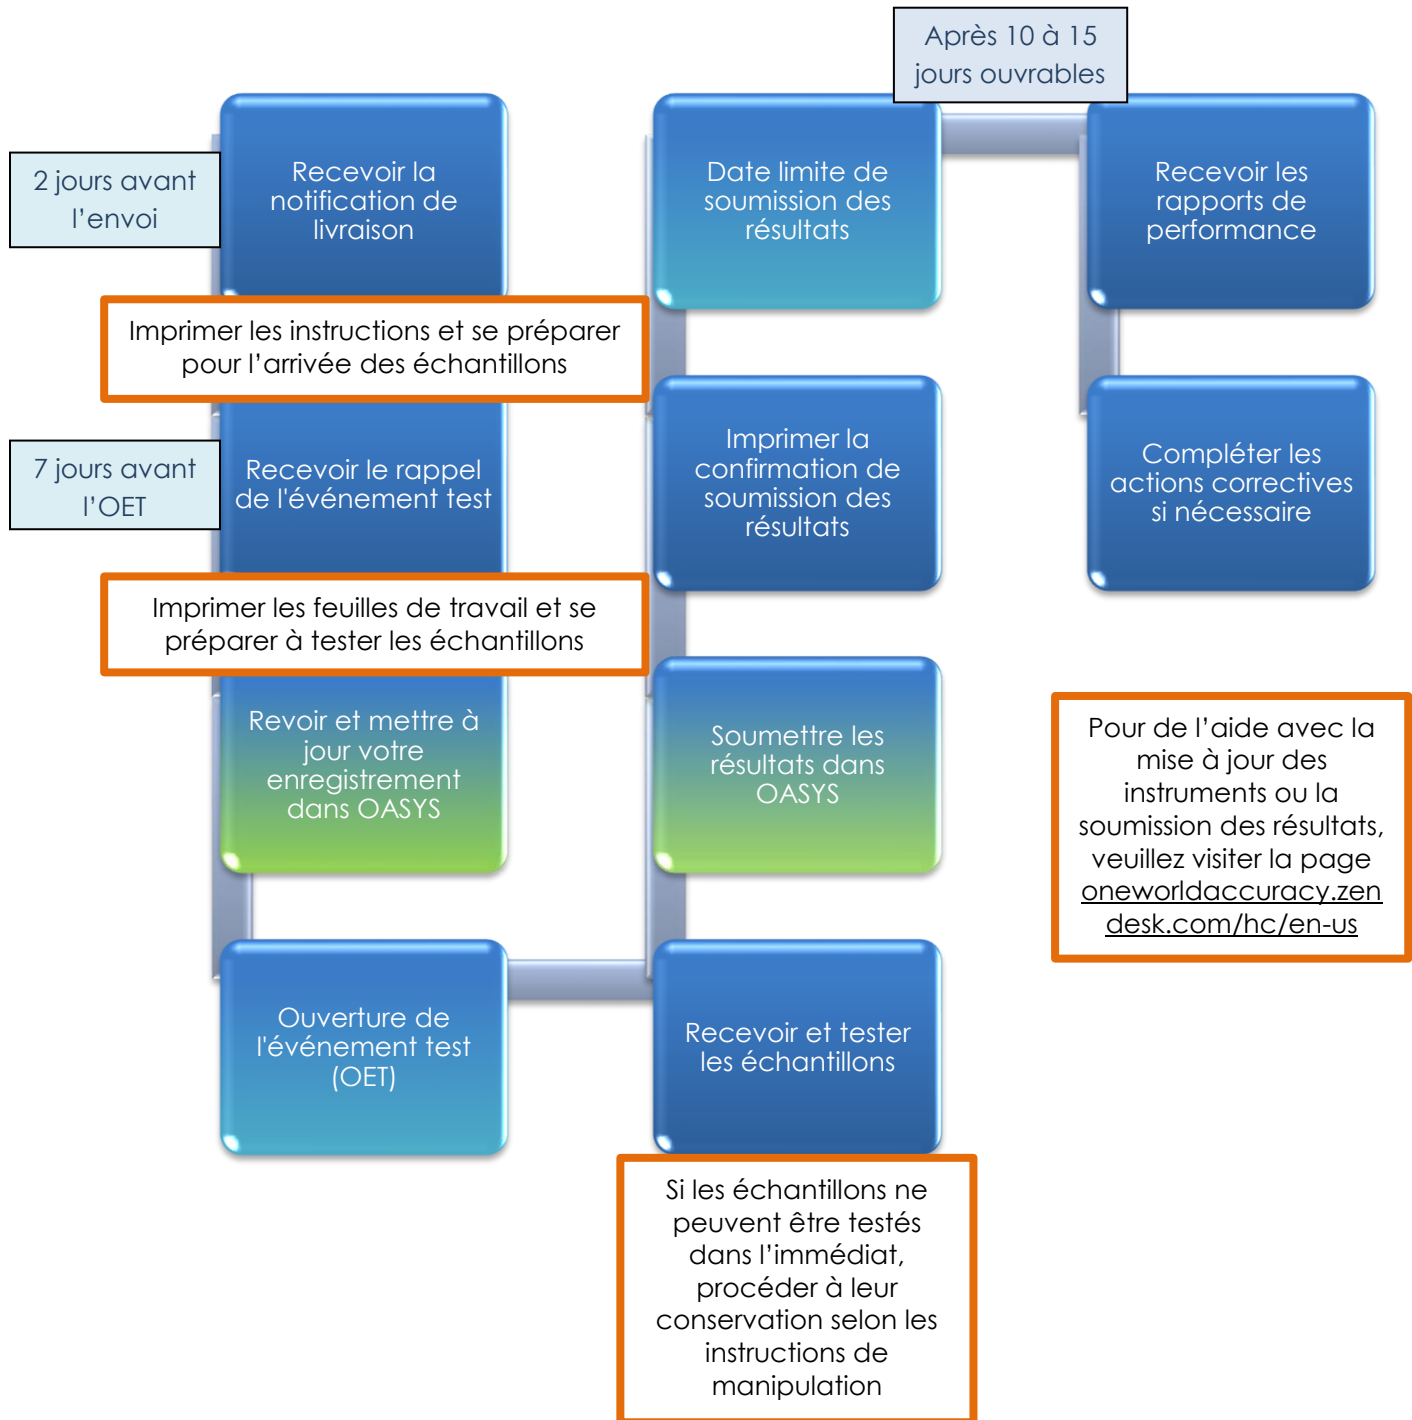 2 jours avant
l’envoi
Recevoir la
notification de
livraison
Imprimer les instructions et se préparer
pour l’arrivée des échantillons
7 jours avant
l’OET
Recevoir le rappel
de l'événement test
Imprimer les feuilles de travail et se
préparer à tester les échantillons
Revoir et mettre à
jour votre
enregistrement
dans OASYS
Ouverture de
l'événement test
(OET)
Recevoir et tester
les échantillons
Si les échantillons ne
peuvent être testés
dans l’immédiat,
procéder à leur
conservation selon les
instructions de
manipulation
Soumettre les
résultats dans
OASYS
Imprimer la
confirmation de
soumission des
résultats
Date limite de
soumission des
résultats
Après 10 à 15
jours ouvrables
Recevoir les
rapports de
performance
Compléter les
actions correctives
si nécessaire
Pour de l’aide avec la
mise à jour des
instruments ou la
soumission des résultats,
veuillez visiter la page
oneworldaccuracy.zen
desk.com/hc/en-us